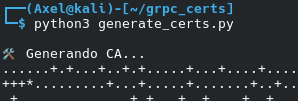 ┌──(Axel@kali)-[~/grpc_certs]
└─$ python3 generate_certs.py
🛠 Generando CA...
......+.+...+..+.+.....+...+....+....
+++*.........+...+.....+.......+..+..